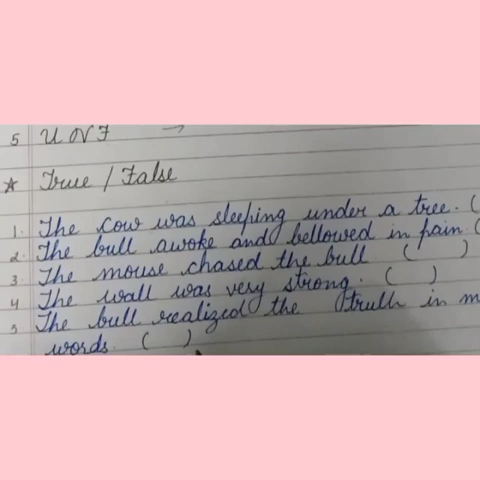 5 U O V F →
★ True / False
1. The Cow was sleeping under a tree. (
2. The bull awoke and bellowed in pain (
3. The mouse chased the bull ( )
4 The wall was very strong. ( )
5 The bull realized the truth in m
words. ( )